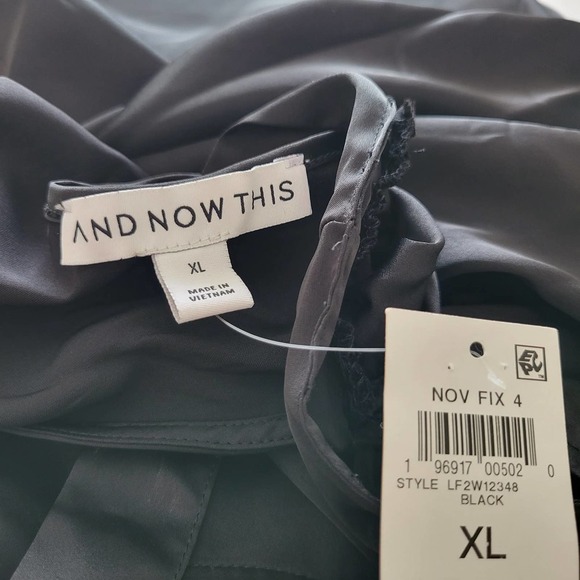 AND NOW THIS
XL
MADE IN
VIETNAM
NOV FIX 4
1 96917 00502 0
STYLE LF2W12348
BLACK
XL